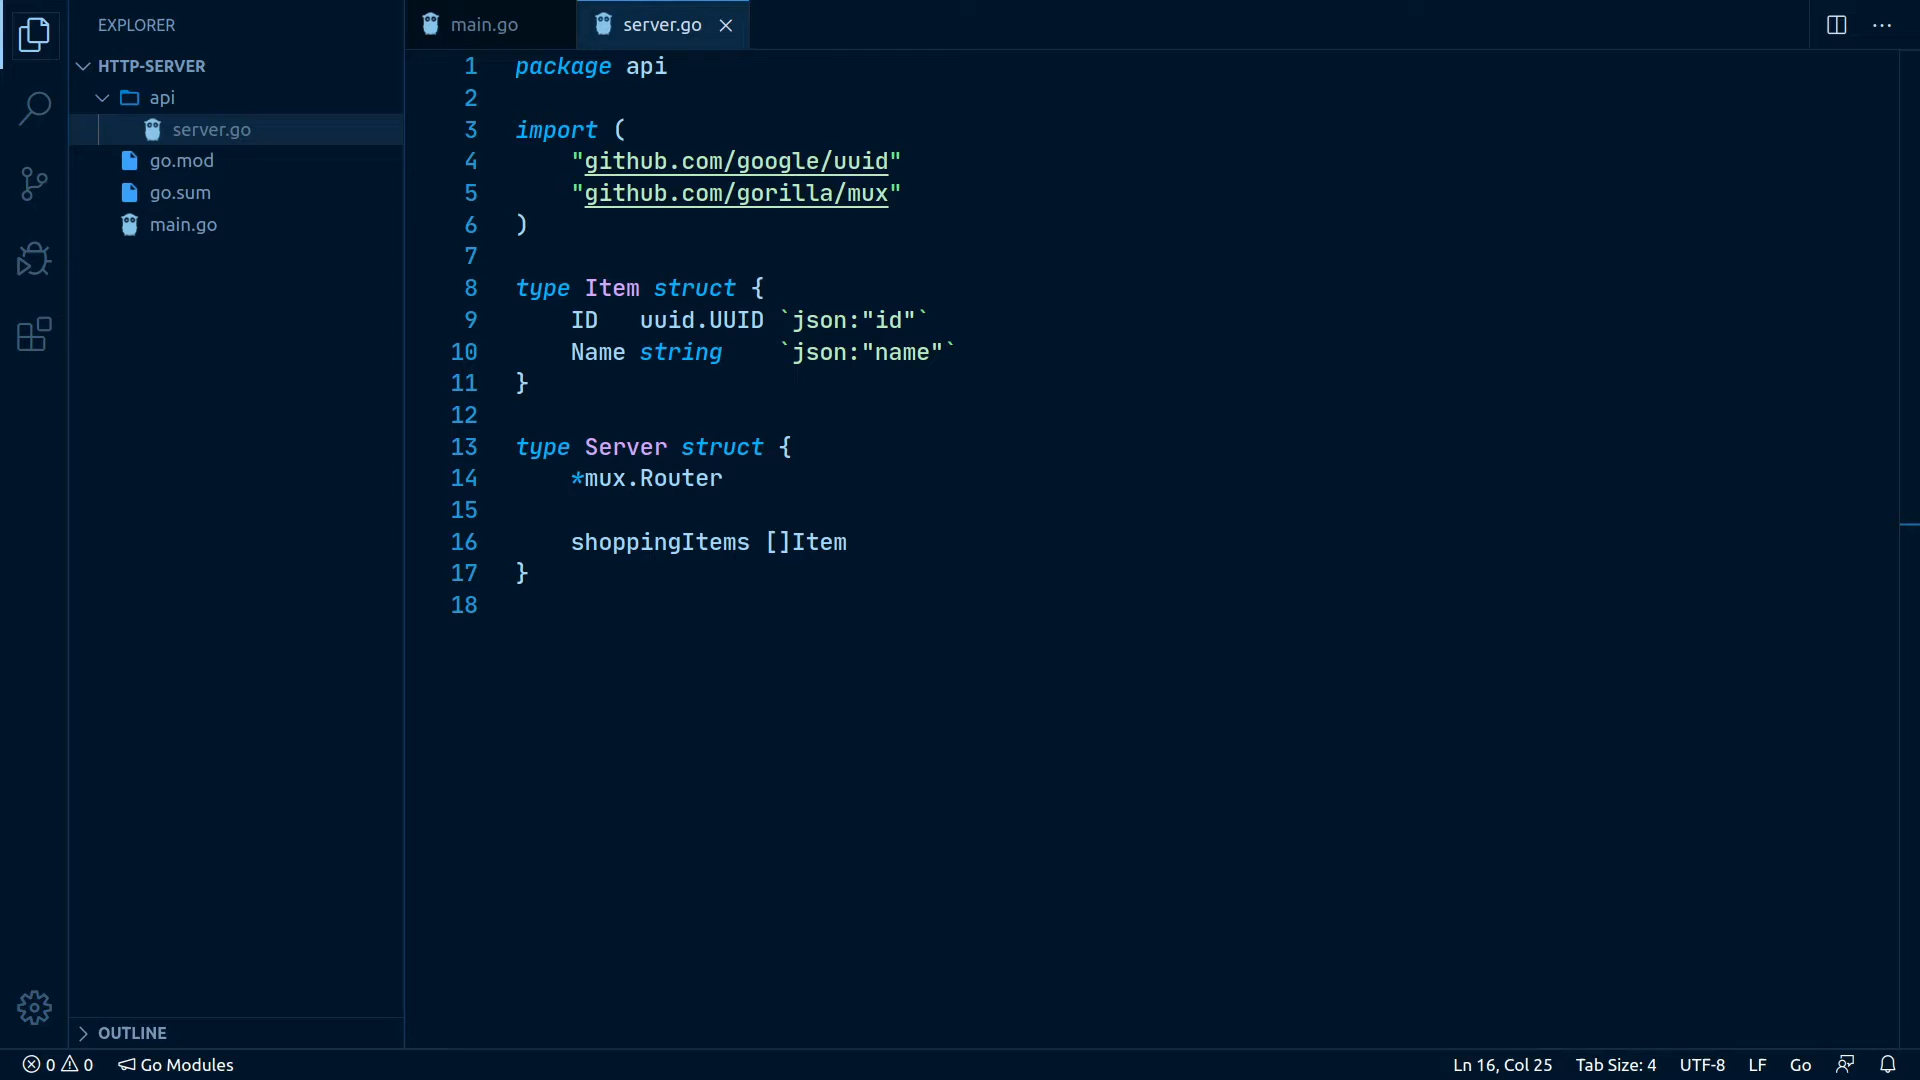 EXPLORER
HTTP-SERVER
api
server.go
go.mod
go.sum
main.go
OUTLINE
main.go
server.go
1 package api
2
3 import (
4     "github.com/google/uuid"
5     "github.com/gorilla/mux"
6 )
7
8 type Item struct {
9     ID   uuid.UUID `json:"id"`
10     Name string    `json:"name"`
11 }
12
13 type Server struct {
14     *mux.Router
15
16     shoppingItems []Item
17 }
18
0 0 Go Modules Ln 16, Col 25 Tab Size: 4 UTF-8 LF Go